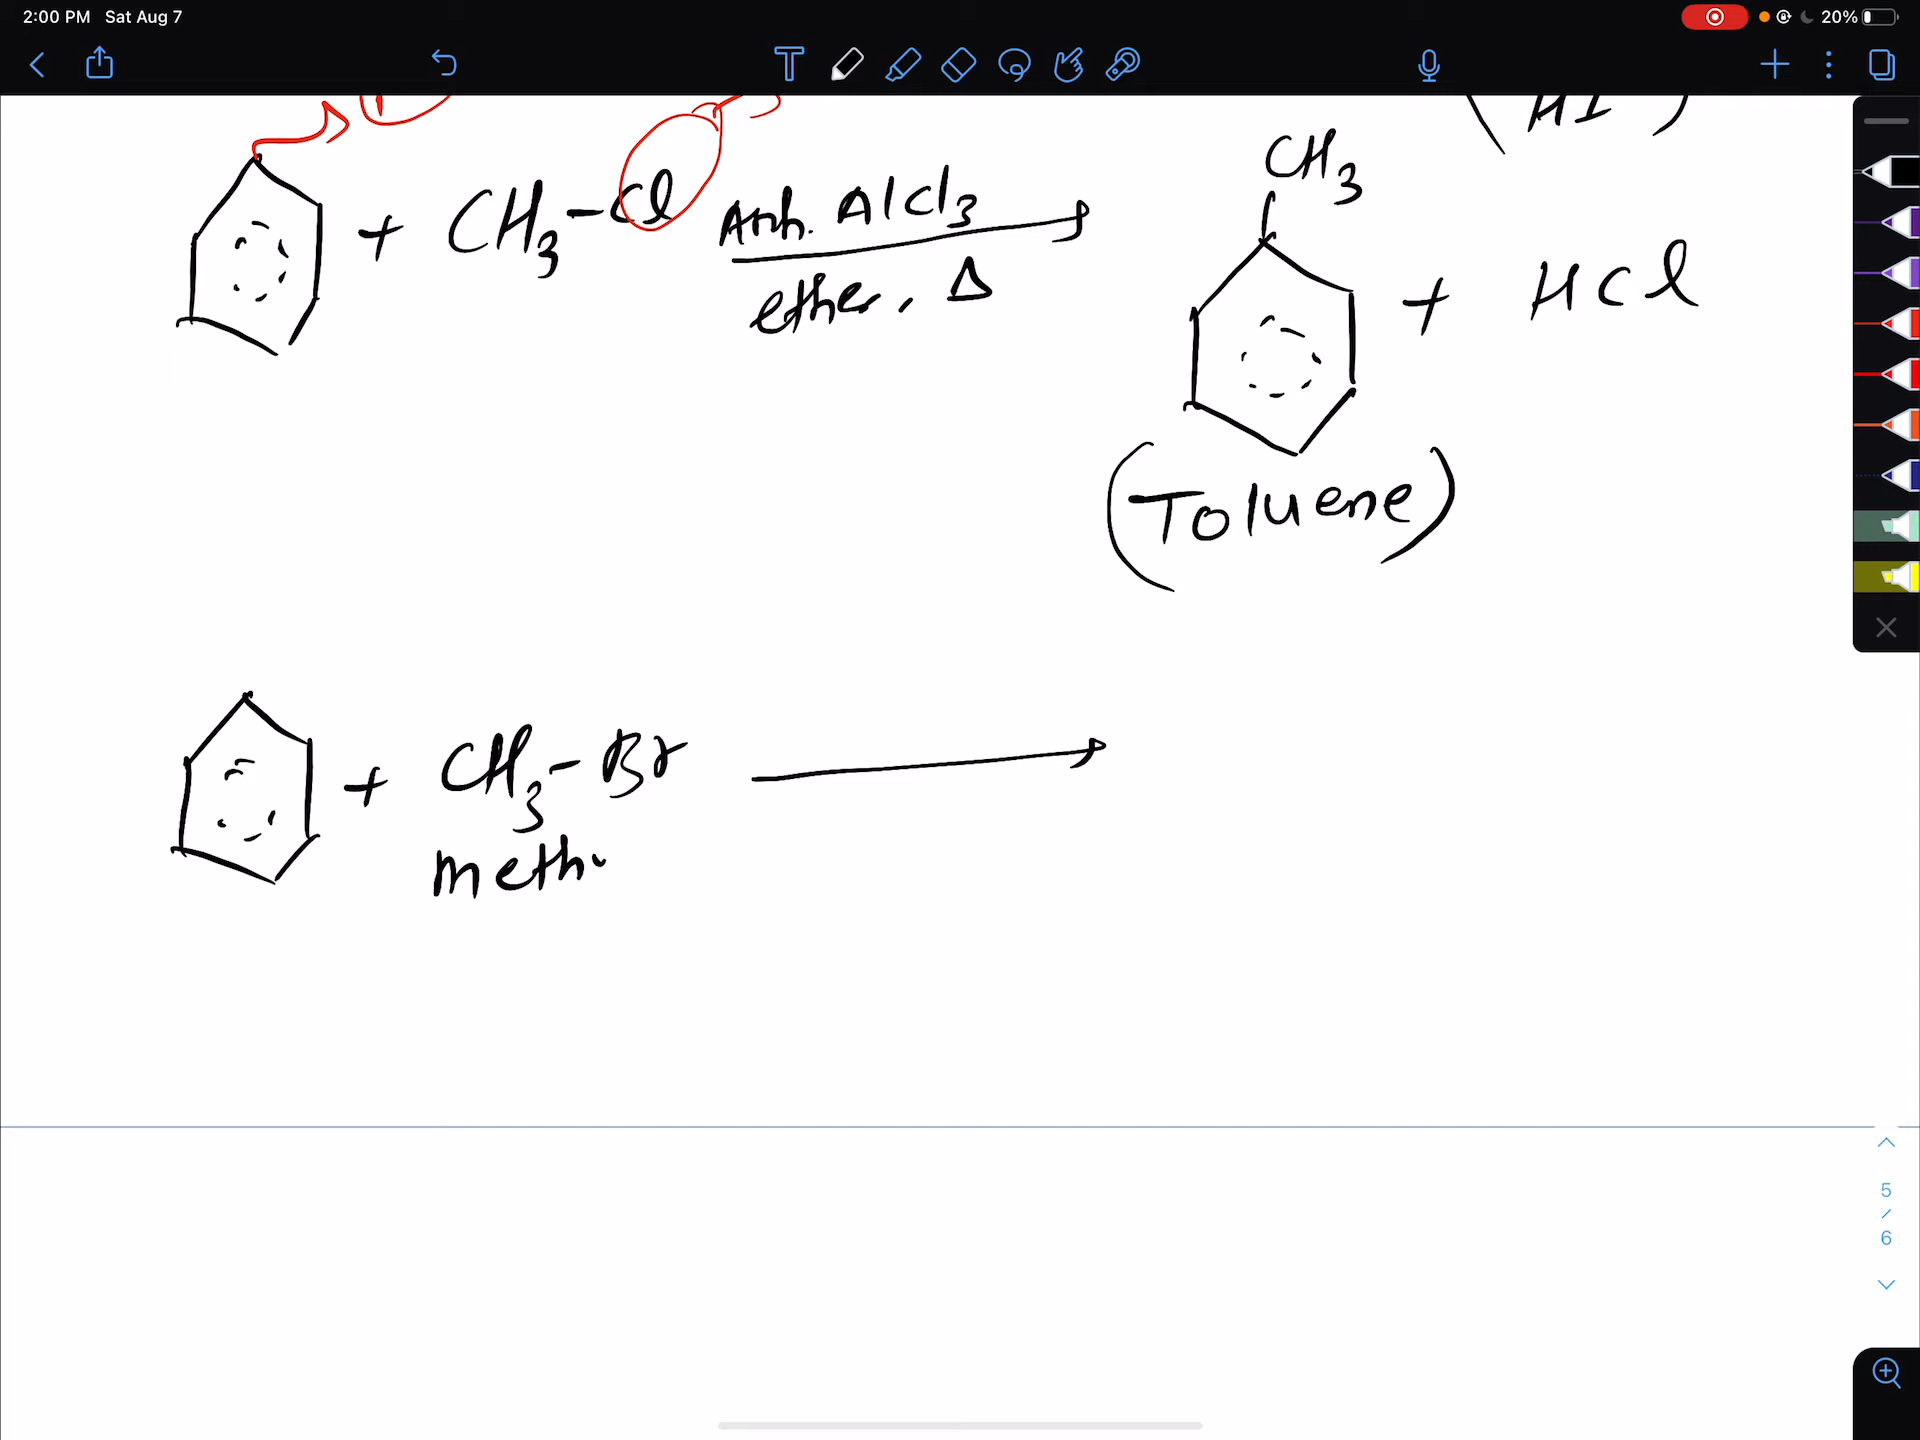 2:00 PM Sat Aug 7
20%
(HI)
CH3
+ CH3-Cl Anh. AlCl3
ether, Δ
+ HCl
(Toluene)
+ CH3-Br
meth
5
/
6